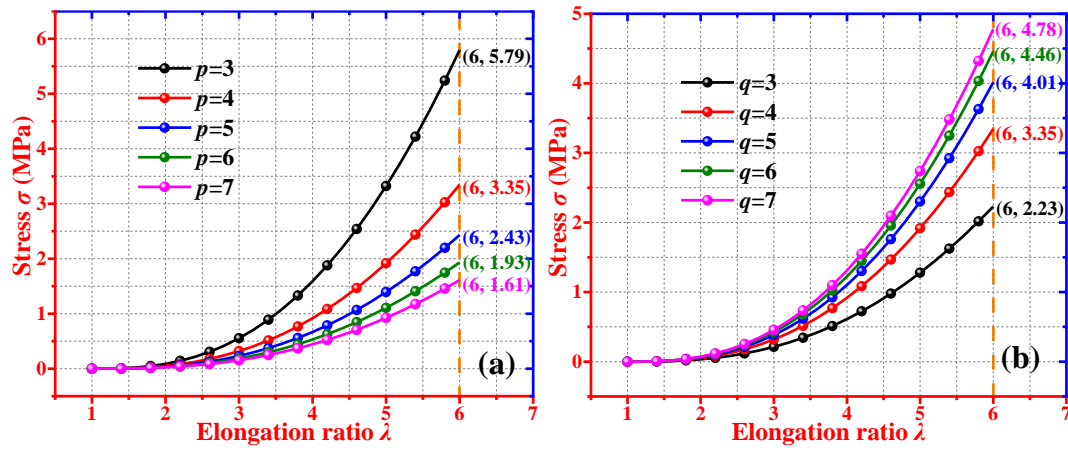 6
5
4
3
2
1
0
Stress σ (MPa)
p=3
p=4
p=5
p=6
p=7
(6, 5.79)
(6, 3.35)
(6, 2.43)
(6, 1.93)
(6, 1.61)
(a)
1 2 3 4 5 6 7
Elongation ratio λ
5
4
3
2
1
0
Stress σ (MPa)
q=3
q=4
q=5
q=6
q=7
(6, 4.78)
(6, 4.46)
(6, 4.01)
(6, 3.35)
(6, 2.23)
(b)
1 2 3 4 5 6 7
Elongation ratio λ